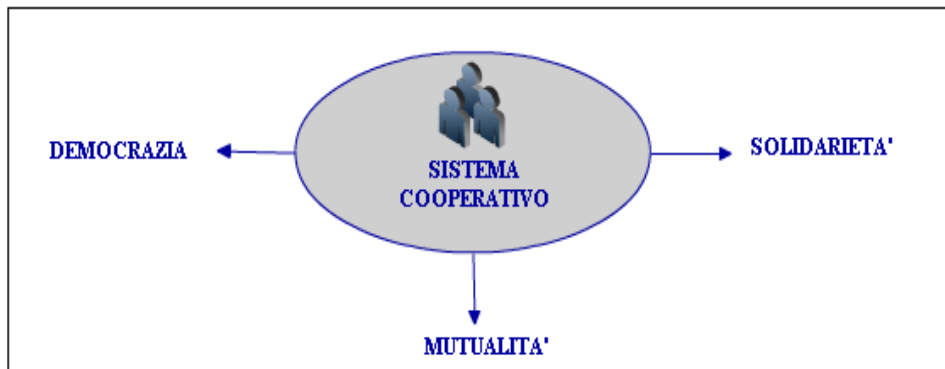 DEMOCRAZIA
SOLIDARIETA'
SISTEMA
COOPERATIVO
MUTUALITA'